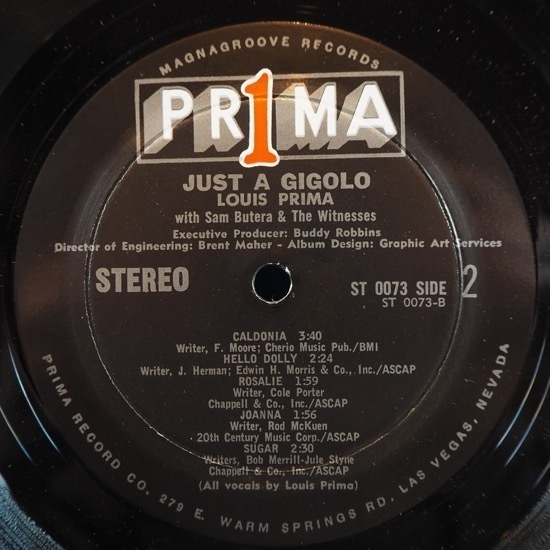 MAGNAGROOVE RECORDS
PR1MA
JUST A GIGOLO
LOUIS PRIMA
with Sam Butera & The Witnesses
Executive Producer: Buddy Robbins
Director of Engineering: Brent Maher - Album Design: Graphic Art Services
STEREO
ST 0073 SIDE 2
ST 0073-B
CALDONIA 3:40
Writer, F. Moore; Cherio Music Pub./BMI
HELLO DOLLY 2:24
Writer, J. Herman; Edwin H. Morris & Co., Inc./ASCAP
ROSALIE 1:59
Writer, Cole Porter
Chappell & Co., Inc./ASCAP
JOANNA 1:56
Writer, Rod McKuen
20th Century Music Corp./ASCAP
SUGAR 2:30
Writers, Bob Merrill-Jule Styne
Chappell & Co., Inc./ASCAP
(All vocals by Louis Prima)
PRIMA RECORD CO. 279 E. WARM SPRINGS RD. LAS VEGAS, NEVADA